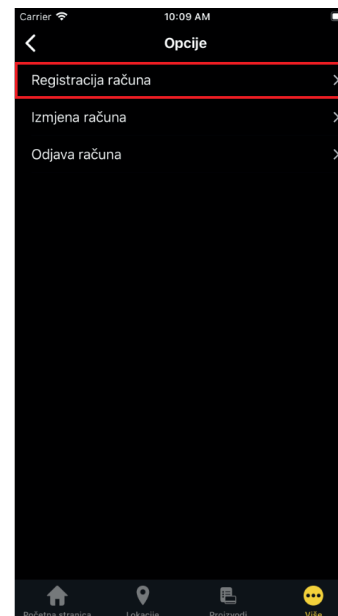 Carrier
10:09 AM
Opcije
Registracija računa
Izmjena računa
Odjava računa
Početna stranica
Lokacije
Proizvodi
Više